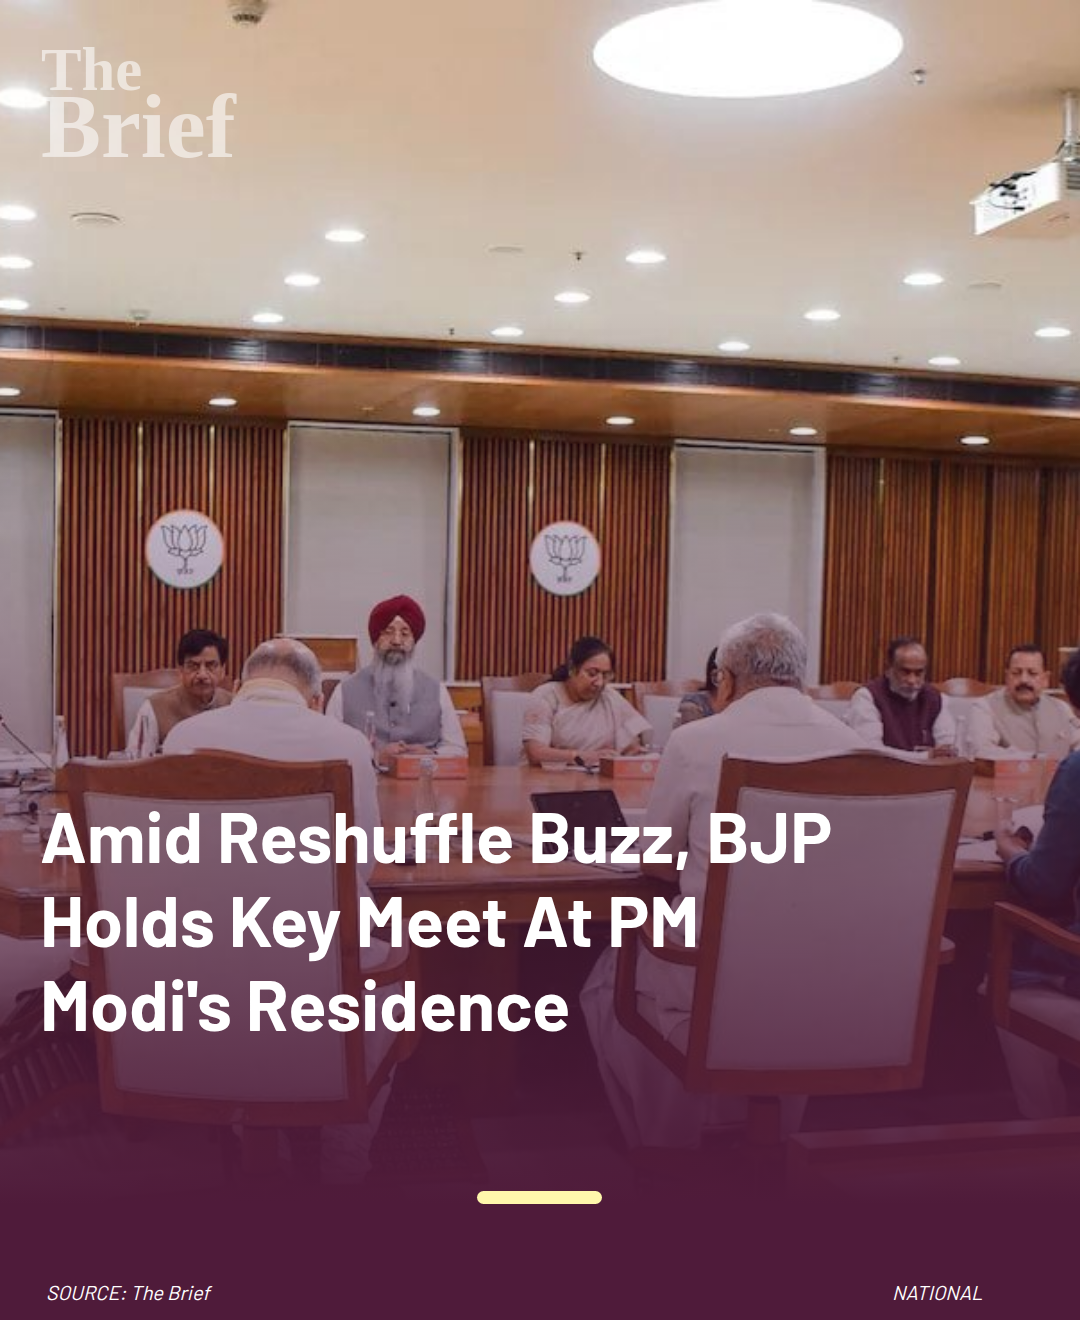 The
Brief
Amid Reshuffle Buzz, BJP
Holds Key Meet At PM
Modi's Residence
SOURCE: The Brief
NATIONAL